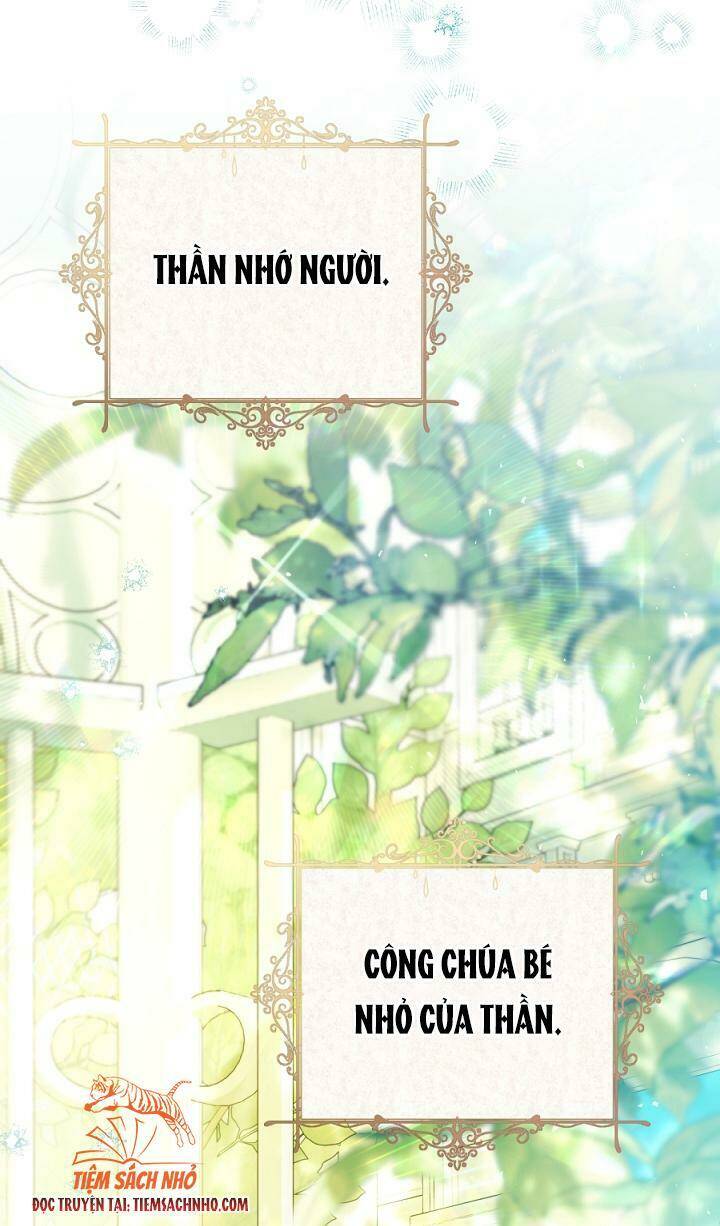 THẦN NHỚ NGƯỜI.
CÔNG CHÚA BÉ
NHỎ CỦA THẦN.
TIỆM SÁCH NHỎ
ĐỌC TRUYỆN TẠI: TIEMSACHNHO.COM